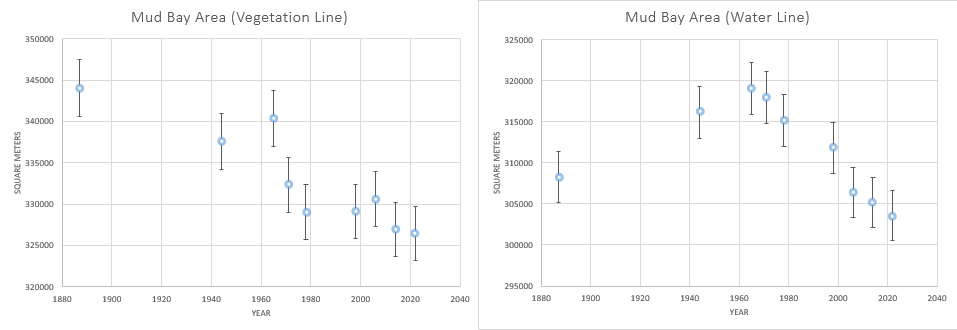 Mud Bay Area (Vegetation Line)
350000
345000
340000
335000
330000
325000
320000
SQUARE METERS
1880 1900 1920 1940 1960 1980 2000 2020 2040
YEAR
Mud Bay Area (Water Line)
325000
320000
315000
310000
305000
300000
295000
SQUARE METERS
1880 1900 1920 1940 1960 1980 2000 2020 2040
YEAR